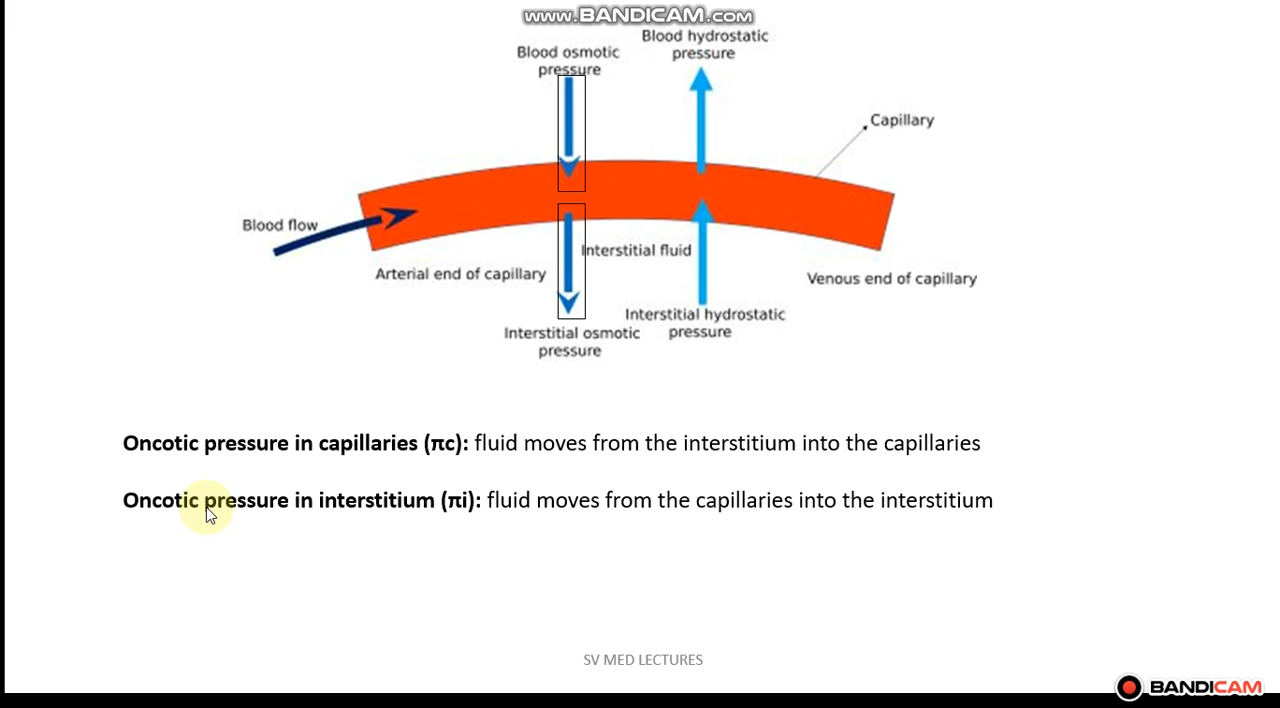 www.BANDICAM.com
Blood hydrostatic
pressure
Blood osmotic
pressure
Capillary
Blood flow
Interstitial fluid
Arterial end of capillary
Venous end of capillary
Interstitial hydrostatic
pressure
Interstitial osmotic
pressure
Oncotic pressure in capillaries (πc): fluid moves from the interstitium into the capillaries
Oncotic pressure in interstitium (πi): fluid moves from the capillaries into the interstitium
SV MED LECTURES
BANDICAM